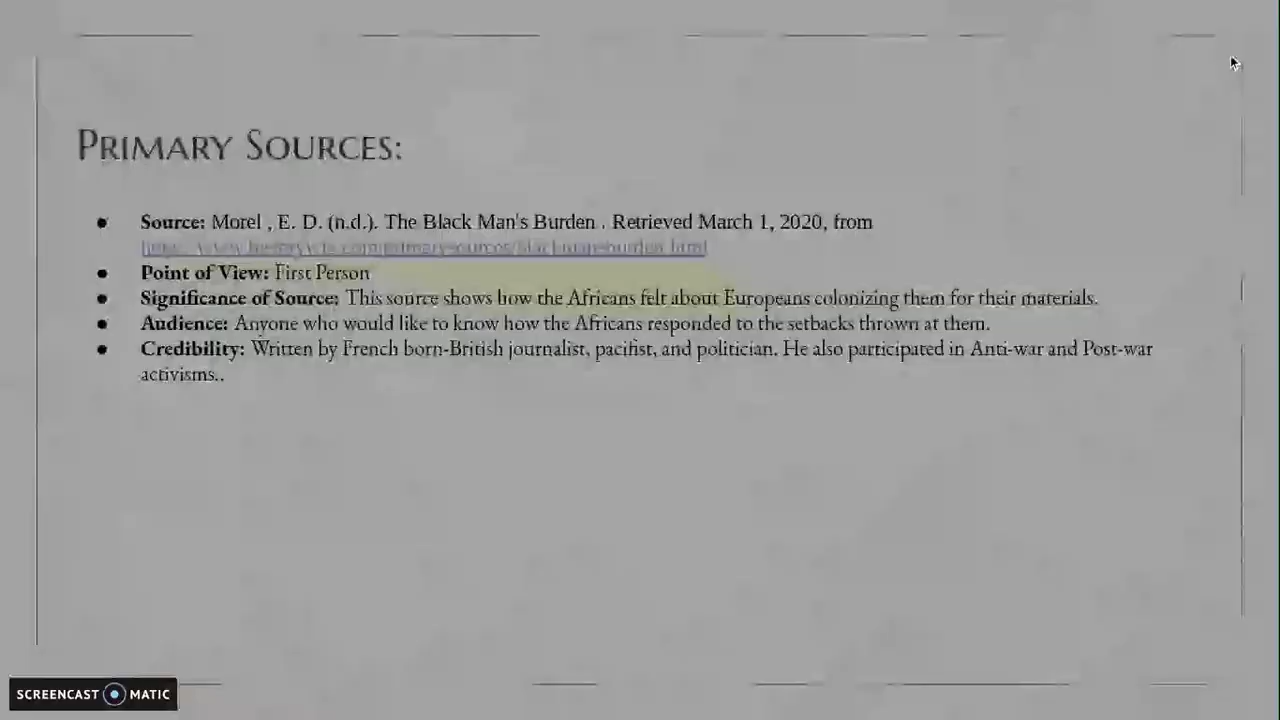 Primary Sources:
● Source: Morel , E. D. (n.d.). The Black Man's Burden . Retrieved March 1, 2020, from
● Point of View: First Person
● Significance of Source: This source shows how the Africans felt about Europeans colonizing them for their materials.
● Audience: Anyone who would like to know how the Africans responded to the setbacks thrown at them.
● Credibility: Written by French born-British journalist, pacifist, and politician. He also participated in Anti-war and Post-war
activisms..
SCREENCAST MATIC